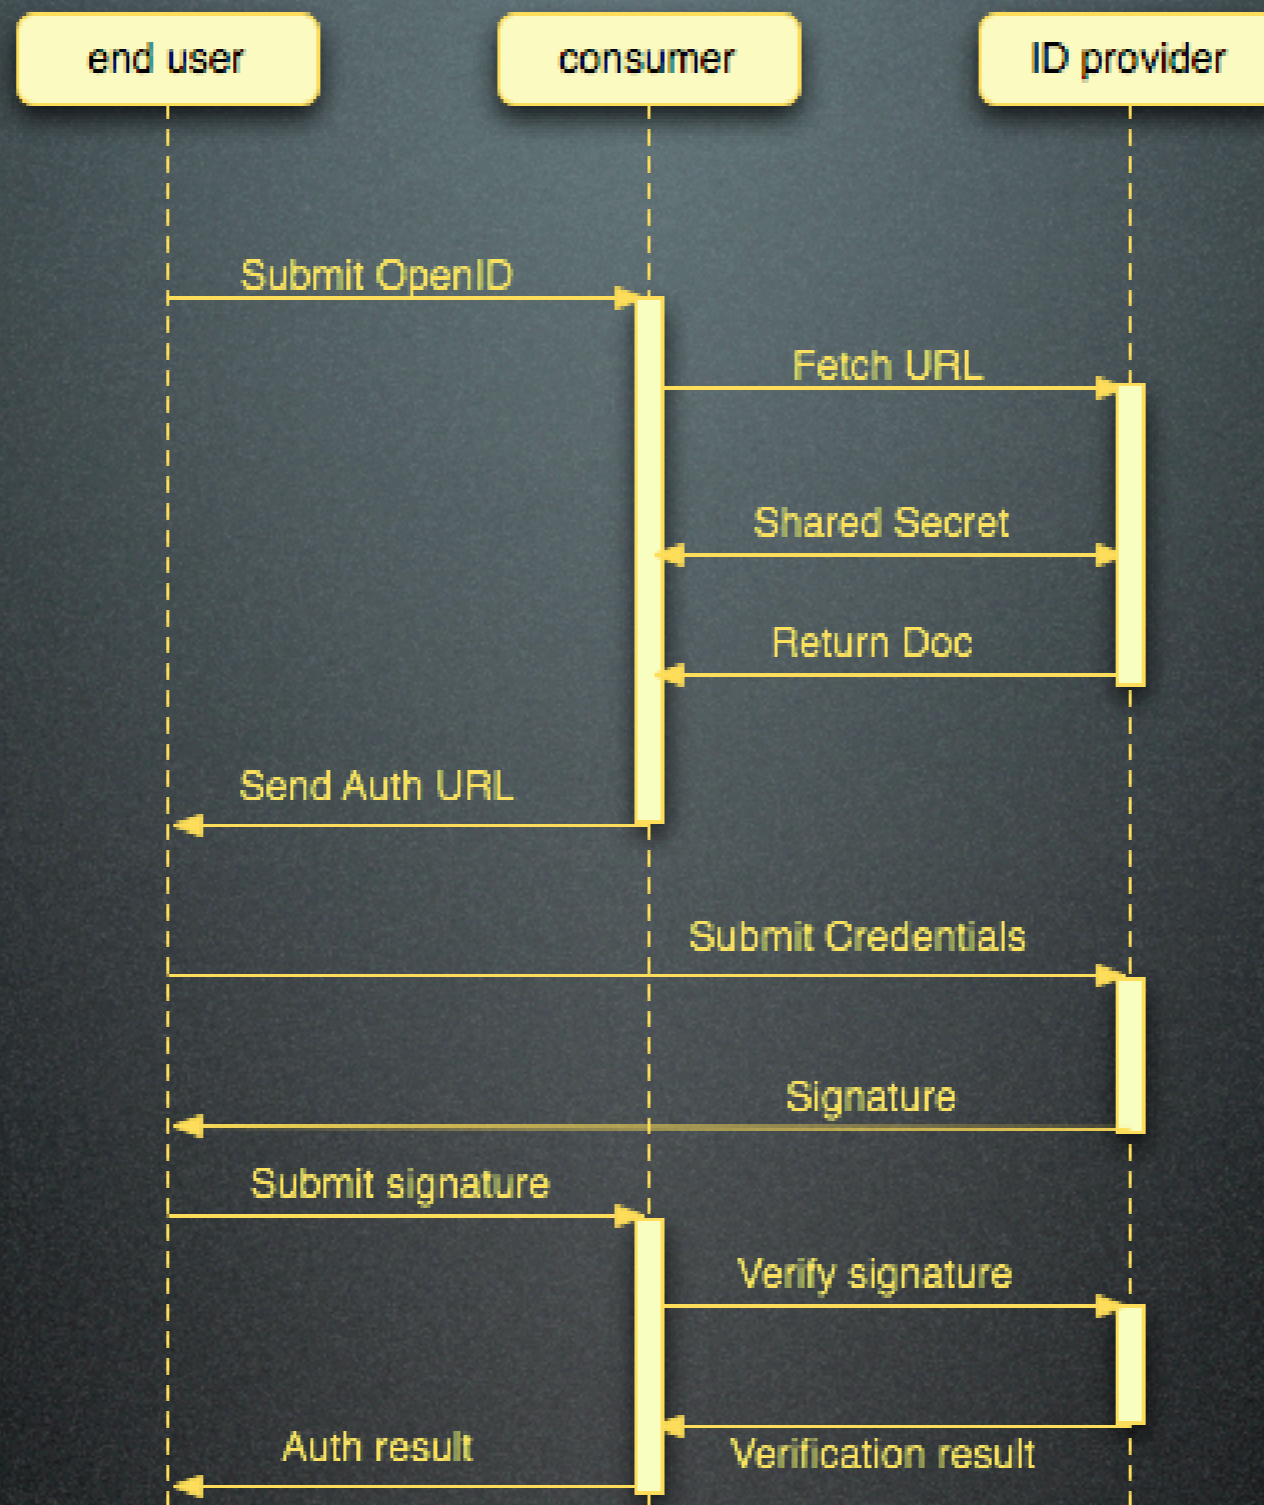 end user
consumer
ID provider
Submit OpenID
Fetch URL
Shared Secret
Return Doc
Send Auth URL
Submit Credentials
Signature
Submit signature
Verify signature
Auth result
Verification result